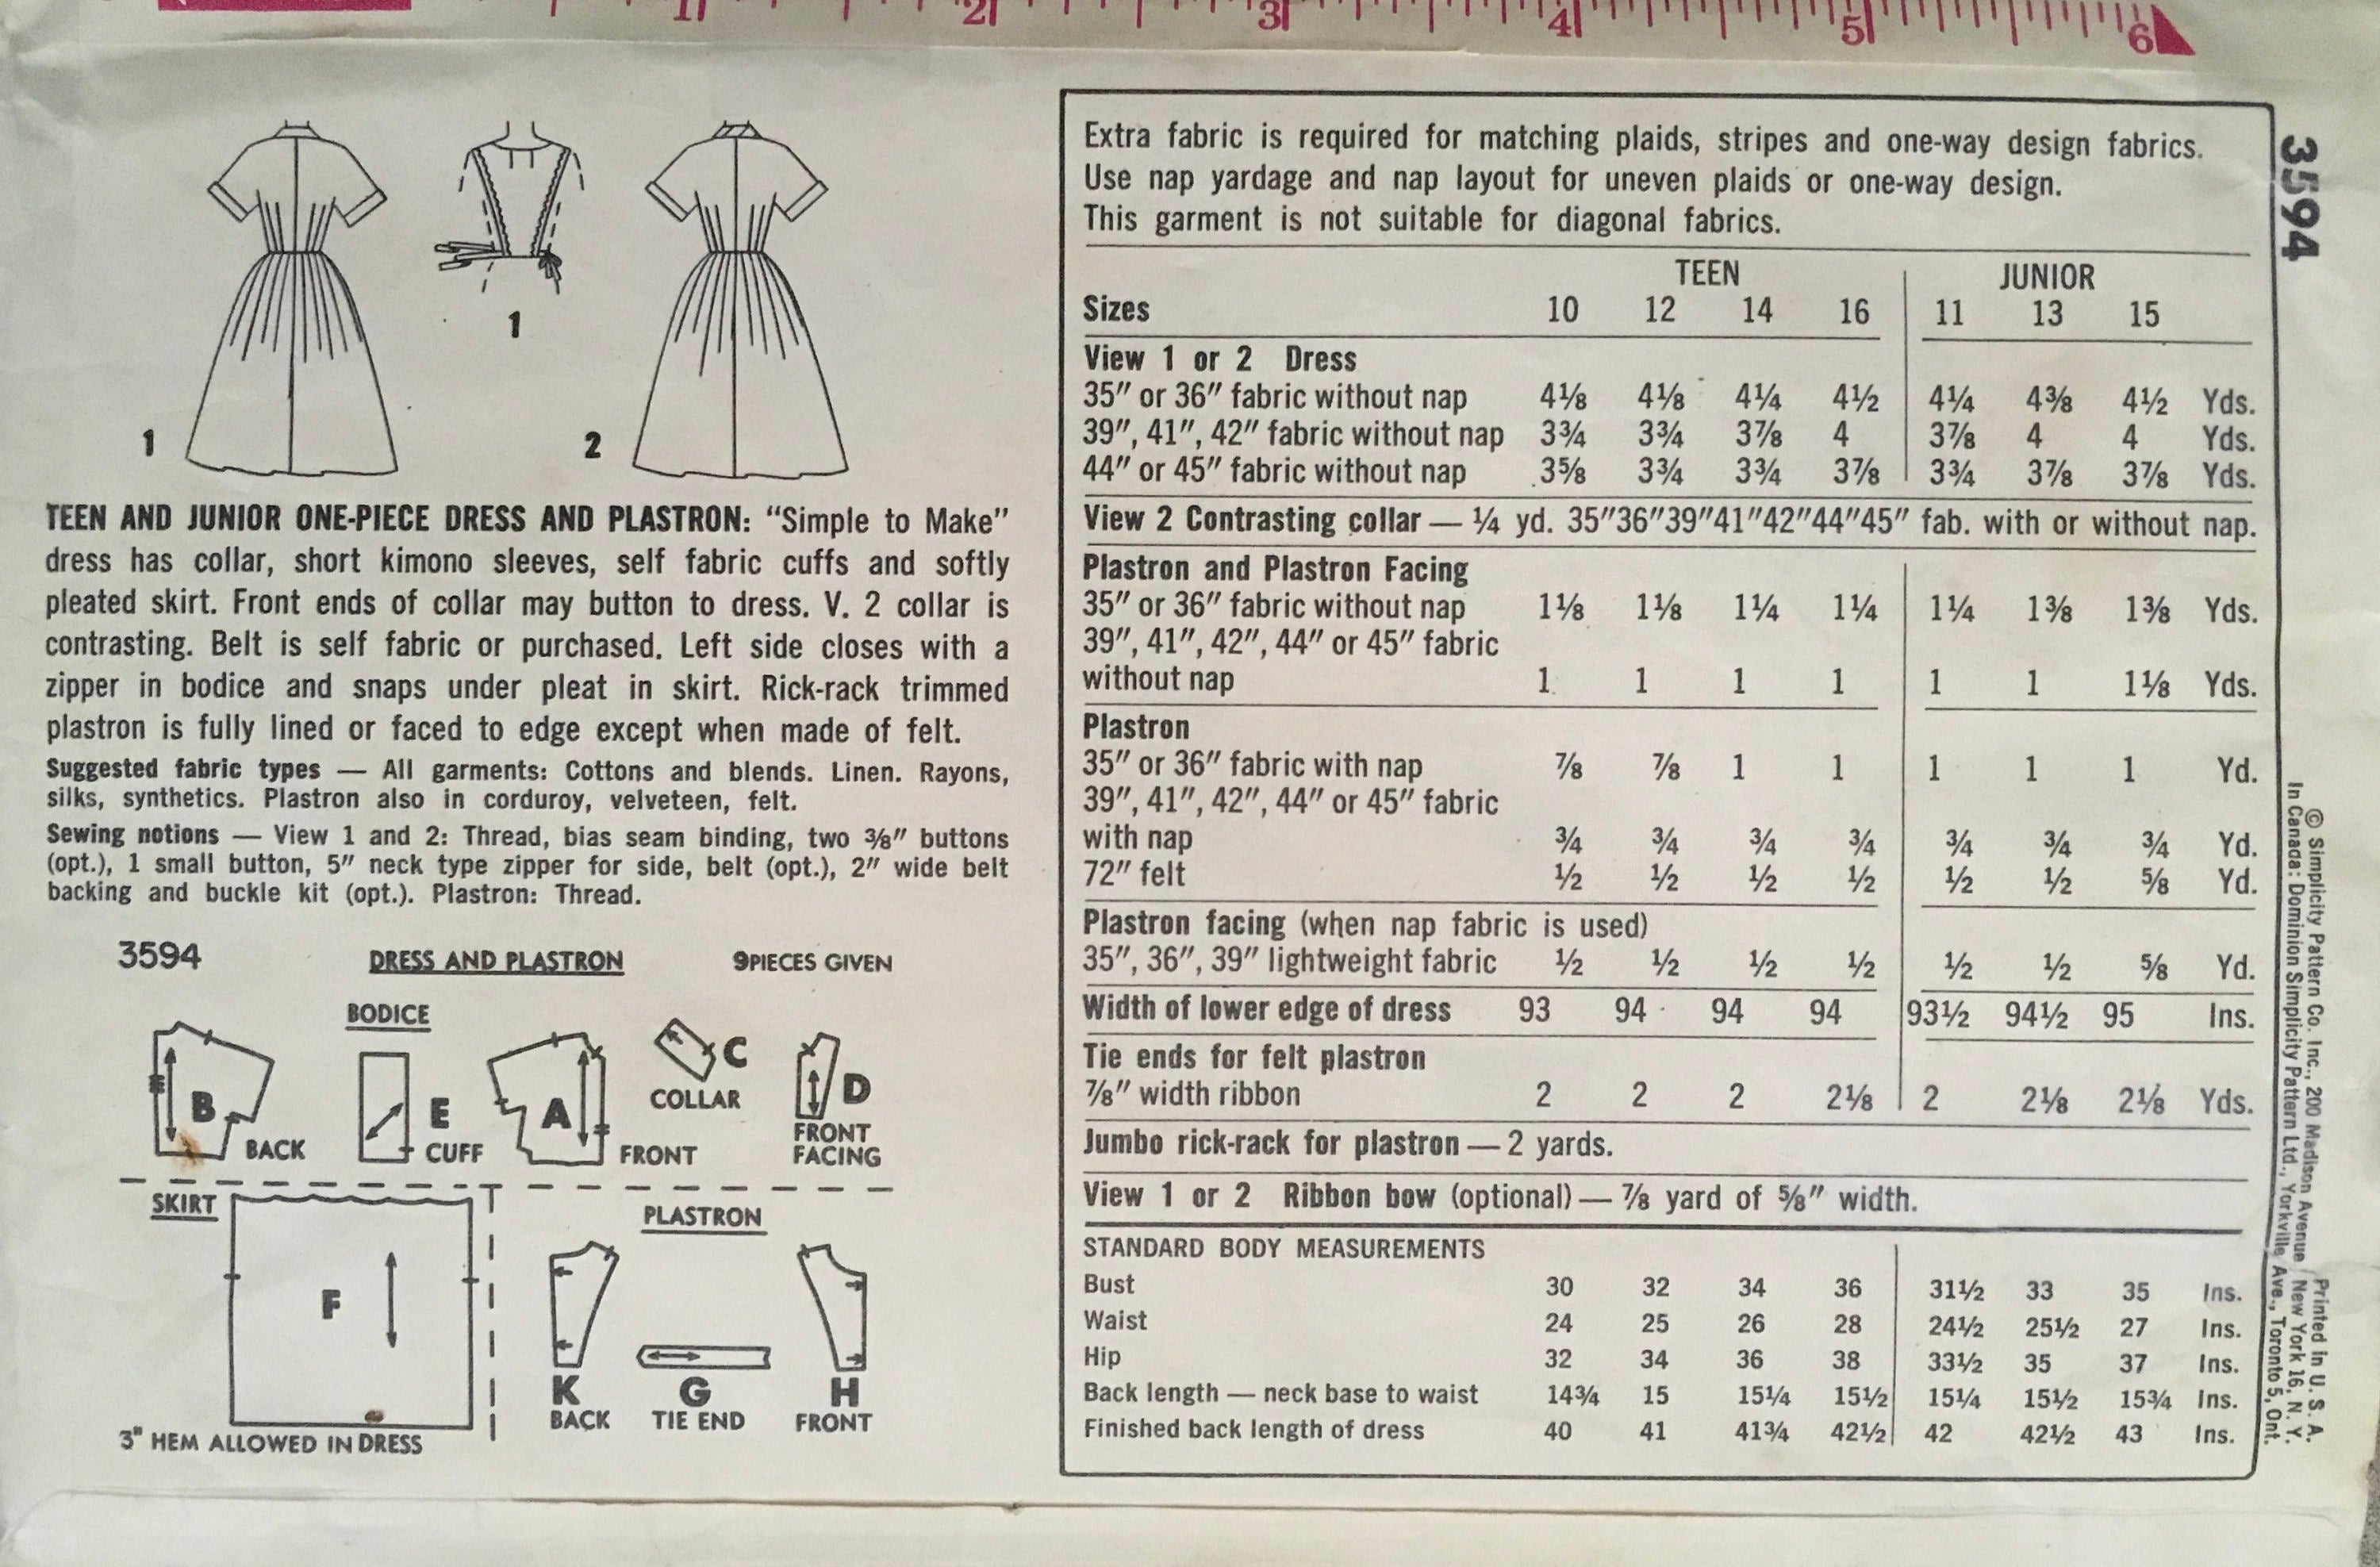 1 2 3 4 5 6
1
1
2
TEEN AND JUNIOR ONE-PIECE DRESS AND PLASTRON: “Simple to Make”
dress has collar, short kimono sleeves, self fabric cuffs and softly
pleated skirt. Front ends of collar may button to dress. V. 2 collar is
contrasting. Belt is self fabric or purchased. Left side closes with a
zipper in bodice and snaps under pleat in skirt. Rick-rack trimmed
plastron is fully lined or faced to edge except when made of felt.
Suggested fabric types — All garments: Cottons and blends. Linen. Rayons,
silks, synthetics. Plastron also in corduroy, velveteen, felt.
Sewing notions — View 1 and 2: Thread, bias seam binding, two ⅜″ buttons
(opt.), 1 small button, 5″ neck type zipper for side, belt (opt.), 2″ wide belt
backing and buckle kit (opt.). Plastron: Thread.
3594 DRESS AND PLASTRON 9PIECES GIVEN
BODICE
B
BACK
E
CUFF
A
FRONT
C
COLLAR
D
FRONT
FACING
SKIRT
F
3" HEM ALLOWED IN DRESS
PLASTRON
K
BACK
G
TIE END
H
FRONT
Extra fabric is required for matching plaids, stripes and one-way design fabrics.
Use nap yardage and nap layout for uneven plaids or one-way design.
This garment is not suitable for diagonal fabrics.
TEEN JUNIOR
Sizes 10 12 14 16 11 13 15
View 1 or 2 Dress
35″ or 36″ fabric without nap 4⅛ 4⅛ 4¼ 4½ 4¼ 4⅜ 4½ Yds.
39″, 41″, 42″ fabric without nap 3¾ 3¾ 3⅞ 4 3⅞ 4 4 Yds.
44″ or 45″ fabric without nap 3⅝ 3¾ 3¾ 3⅞ 3¾ 3⅞ 3⅞ Yds.
View 2 Contrasting collar — ¼ yd. 35″36″39″41″42″44″45″ fab. with or without nap.
Plastron and Plastron Facing
35″ or 36″ fabric without nap 1⅛ 1⅛ 1¼ 1¼ 1¼ 1⅜ 1⅜ Yds.
39″, 41″, 42″, 44″ or 45″ fabric
without nap 1 1 1 1 1 1 1⅛ Yds.
Plastron
35″ or 36″ fabric with nap ⅞ ⅞ 1 1 1 1 1 Yd.
39″, 41″, 42″, 44″ or 45″ fabric
with nap ¾ ¾ ¾ ¾ ¾ ¾ ¾ Yd.
72″ felt ½ ½ ½ ½ ½ ½ ⅝ Yd.
Plastron facing (when nap fabric is used)
35″, 36″, 39″ lightweight fabric ½ ½ ½ ½ ½ ½ ⅝ Yd.
Width of lower edge of dress 93 94 94 94 93½ 94½ 95 Ins.
Tie ends for felt plastron
⅞″ width ribbon 2 2 2 2⅛ 2 2⅛ 2⅛ Yds.
Jumbo rick-rack for plastron — 2 yards.
View 1 or 2 Ribbon bow (optional) — ⅞ yard of ⅝″ width.
STANDARD BODY MEASUREMENTS
Bust 30 32 34 36 31½ 33 35 Ins.
Waist 24 25 26 28 24½ 25½ 27 Ins.
Hip 32 34 36 38 33½ 35 37 Ins.
Back length — neck base to waist 14¾ 15 15¼ 15½ 15¼ 15½ 15¾ Ins.
Finished back length of dress 40 41 41¾ 42½ 42 42½ 43 Ins.
3594
Printed in U. S. A.
© Simplicity Pattern Co. Inc., 200 Madison Avenue New York 16, N. Y.
In Canada: Dominion Simplicity Pattern Ltd., Yorkville Ave., Toronto 5, Ont.